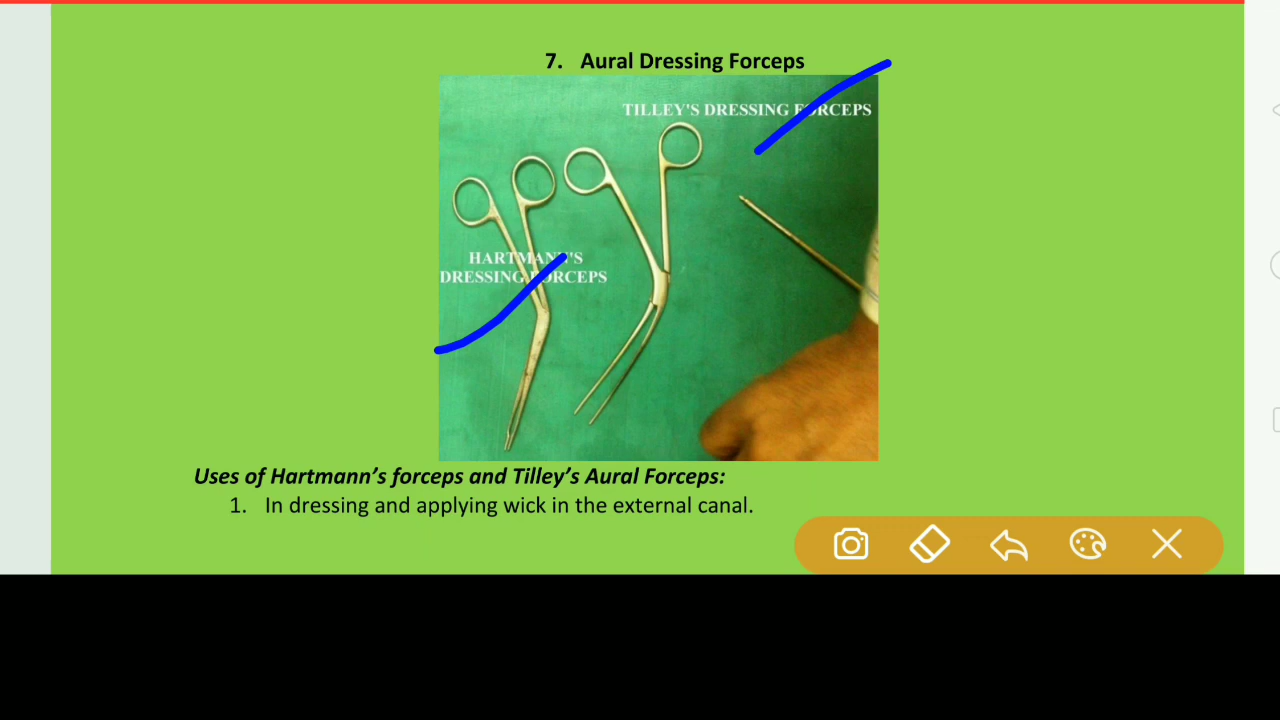 7. Aural Dressing Forceps
TILLEY'S DRESSING FORCEPS
HARTMANN'S
DRESSING FORCEPS
Uses of Hartmann’s forceps and Tilley’s Aural Forceps:
1. In dressing and applying wick in the external canal.